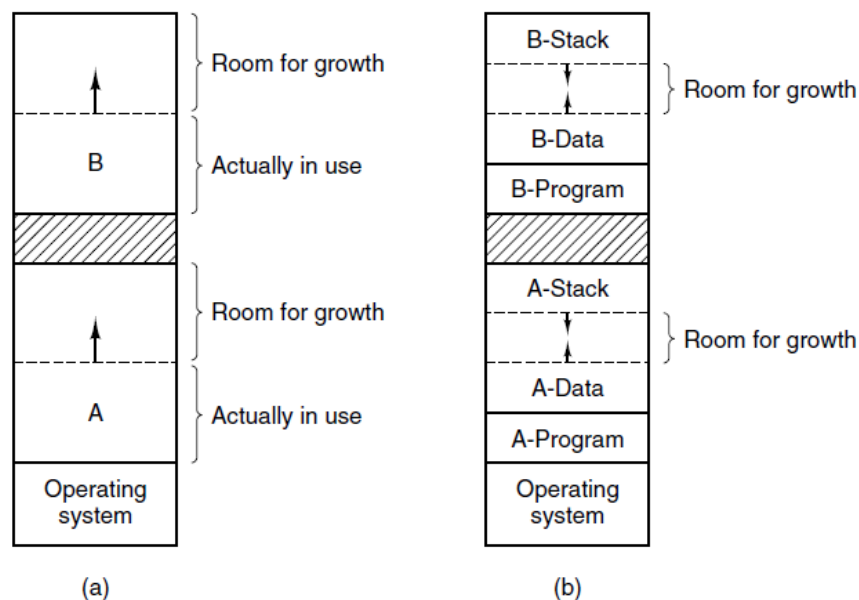 Room for growth
B
Actually in use
Room for growth
A
Actually in use
Operating
system
(a)
B-Stack
Room for growth
B-Data
B-Program
A-Stack
Room for growth
A-Data
A-Program
Operating
system
(b)